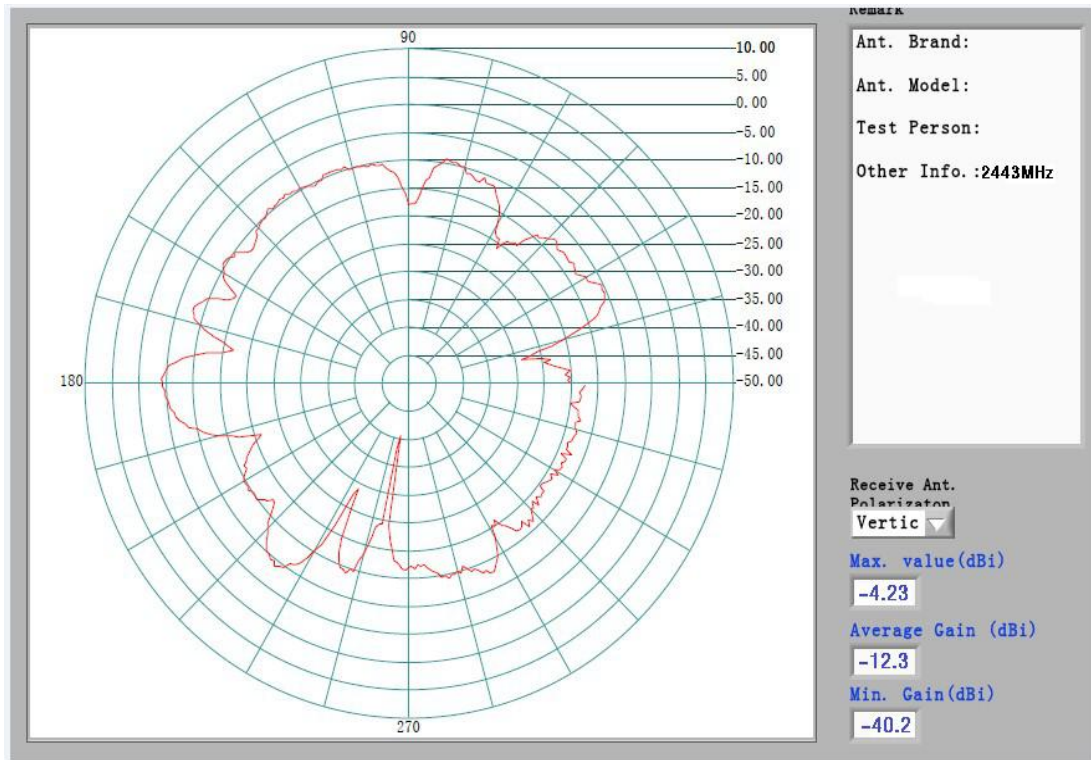 Remark
90
10.00
5.00
0.00
-5.00
-10.00
-15.00
-20.00
-25.00
-30.00
-35.00
-40.00
-45.00
-50.00
180
270
Ant. Brand:
Ant. Model:
Test Person:
Other Info.:2443MHz
Receive Ant.
Polarizaton
Vertic
Max. value(dBi)
-4.23
Average Gain (dBi)
-12.3
Min. Gain(dBi)
-40.2